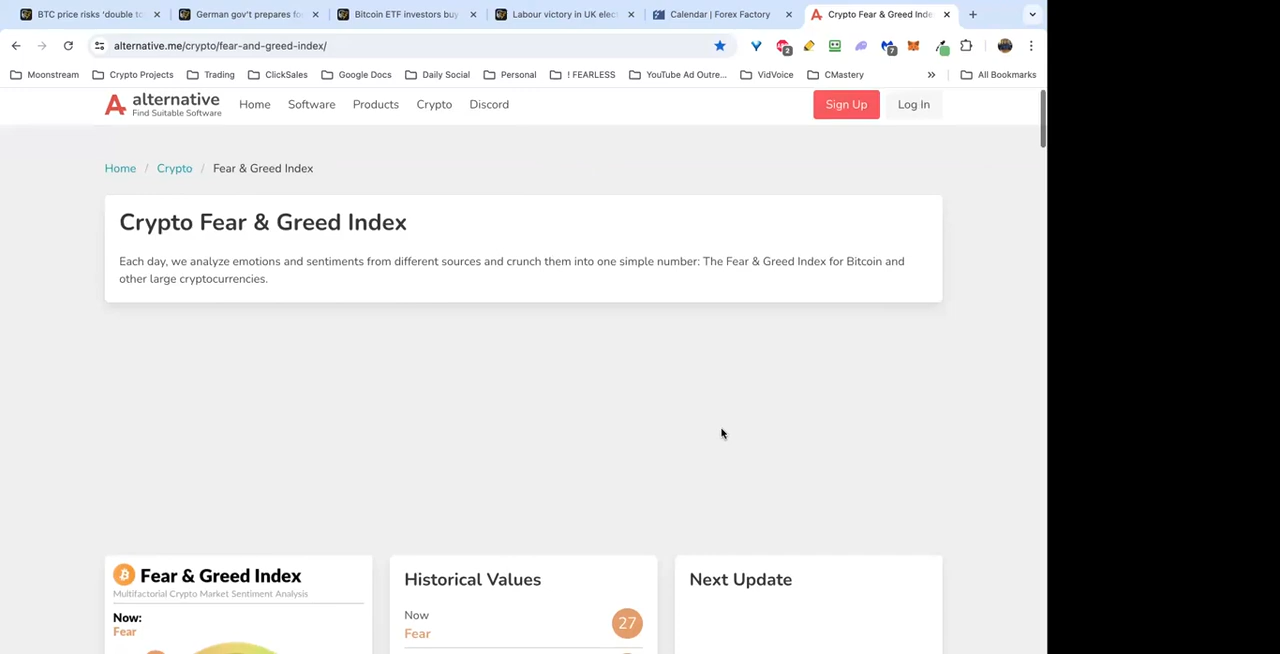 BTC price risks 'double to
German gov't prepares fo
Bitcoin ETF investors buy
Labour victory in UK elec
Calendar | Forex Factory
Crypto Fear & Greed Inde
alternative.me/crypto/fear-and-greed-index/
2
7
Moonstream
Crypto Projects
Trading
ClickSales
Google Docs
Daily Social
Personal
! FEARLESS
YouTube Ad Outre...
VidVoice
CMastery
»
All Bookmarks
alternative
Find Suitable Software
Home
Software
Products
Crypto
Discord
Sign Up
Log In
Home / Crypto / Fear & Greed Index
Crypto Fear & Greed Index
Each day, we analyze emotions and sentiments from different sources and crunch them into one simple number: The Fear & Greed Index for Bitcoin and
other large cryptocurrencies.
Fear & Greed Index
Multifactorial Crypto Market Sentiment Analysis
Now:
Fear
Historical Values
Now
Fear
27
Next Update